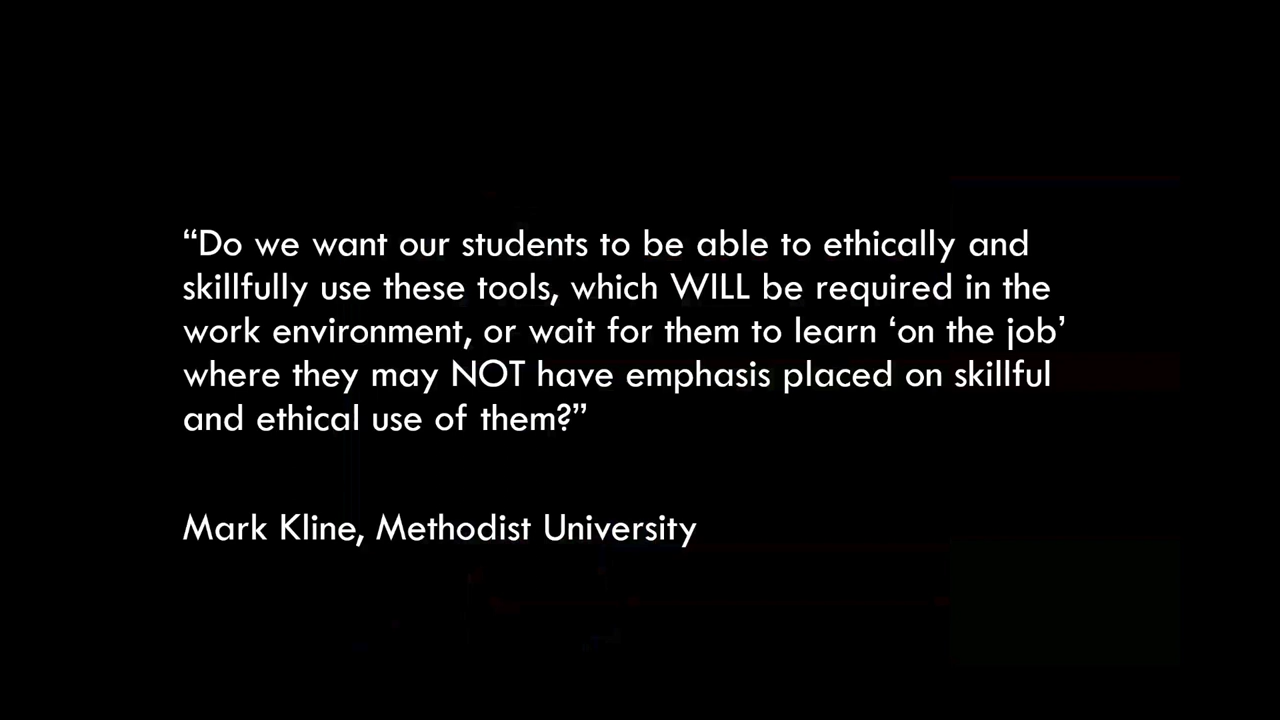 “Do we want our students to be able to ethically and
skillfully use these tools, which WILL be required in the
work environment, or wait for them to learn ‘on the job’
where they may NOT have emphasis placed on skillful
and ethical use of them?”
Mark Kline, Methodist University